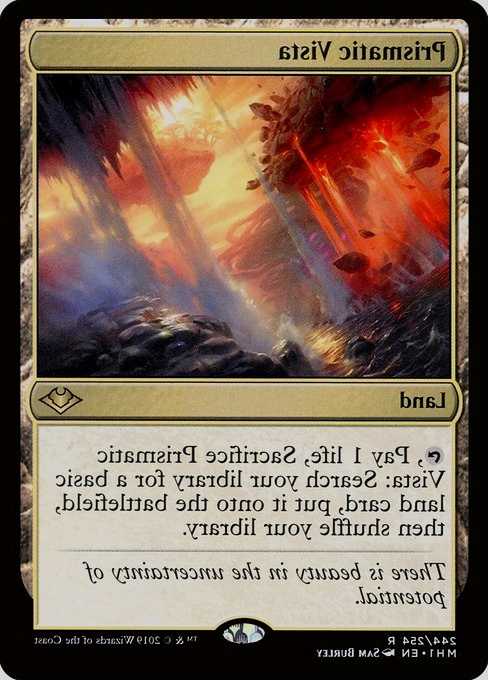 Prismatic Vista
Land
, Pay 1 life, Sacrifice Prismatic
Vista: Search your library for a basic
land card, put it onto the battlefield,
then shuffle your library.
There is beauty in the uncertainty of
potential.
244/254 R
MH1 • EN Sam Burley
™ & © 2019 Wizards of the Coast